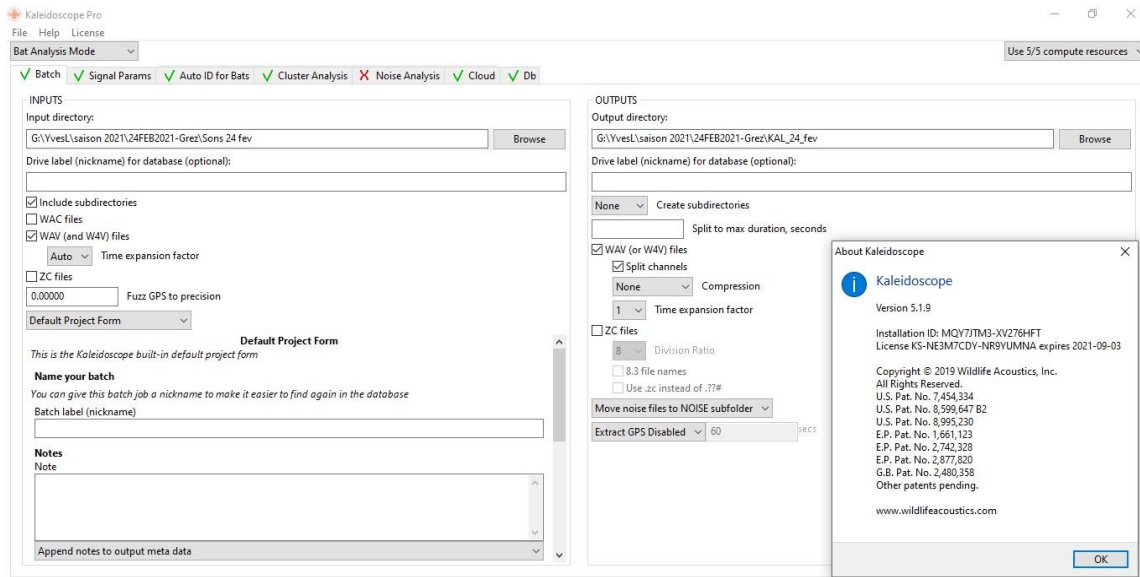 Kaleidoscope Pro
File Help License
Bat Analysis Mode
Use 5/5 compute resources
Batch Signal Params Auto ID for Bats Cluster Analysis Noise Analysis Cloud Db
INPUTS
Input directory:
G:\YvesL\saison 2021\24FEB2021-Grez\Sons 24 fev
Browse
Drive label (nickname) for database (optional):
Include subdirectories
WAC files
WAV (and W4V) files
Auto Time expansion factor
ZC files
0.00000 Fuzz GPS to precision
Default Project Form
Default Project Form
This is the Kaleidoscope built-in default project form
Name your batch
You can give this batch job a nickname to make it easier to find again in the database
Batch label (nickname)
Notes
Note
Append notes to output meta data
OUTPUTS
Output directory:
G:\YvesL\saison 2021\24FEB2021-Grez\KAL_24_fev
Browse
Drive label (nickname) for database (optional):
None Create subdirectories
Split to max duration, seconds
WAV (or W4V) files
Split channels
None Compression
1 Time expansion factor
ZC files
8 Division Ratio
8.3 file names
Use .zc instead of .??#
Move noise files to NOISE subfolder
Extract GPS Disabled 60 secs
About Kaleidoscope
Kaleidoscope
Version 5.1.9
Installation ID: MQY7JTM3-XV276HFT
License KS-NE3M7CDY-NR9YUMNA expires 2021-09-03
Copyright © 2019 Wildlife Acoustics, Inc.
All Rights Reserved.
U.S. Pat. No. 7,454,334
U.S. Pat. No. 8,599,647 B2
U.S. Pat. No. 8,995,230
E.P. Pat. No. 1,661,123
E.P. Pat. No. 2,742,328
E.P. Pat. No. 2,877,820
G.B. Pat. No. 2,480,358
Other patents pending.
www.wildlifeacoustics.com
OK